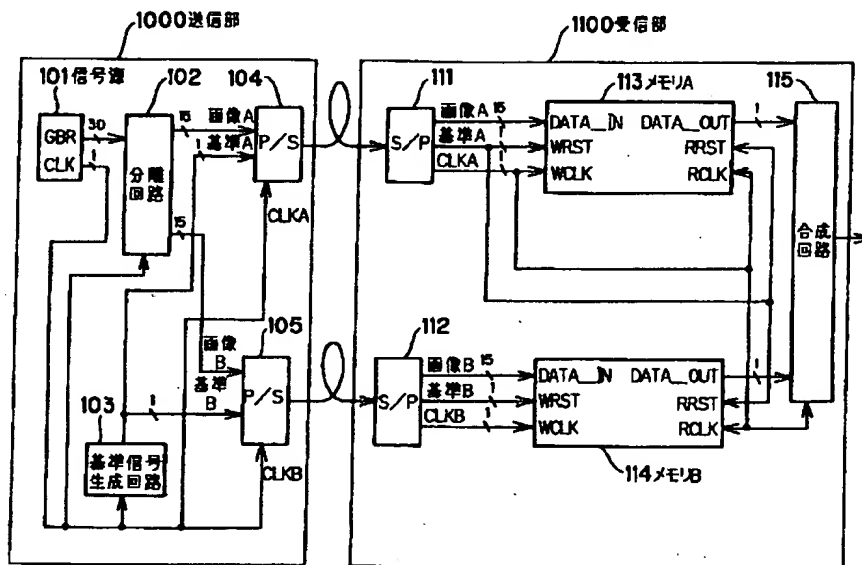 1000送信部
1100受信部
101信号源
102
104
111
113メモリA
115
GBR
CLK
30
1
分離
回路
15
画像A
1
基準A
P/S
CLKA
15
S/P
画像A
15
基準A
1
CLKA
1
DATA_IN
DATA_OUT
WRST
RRST
WCLK
RCLK
1
合成
回路
105
画像
B
基準
B
1
P/S
CLKB
103
基準信号
生成回路
112
S/P
画像B
15
基準B
1
CLKB
1
DATA_IN
DATA_OUT
WRST
RRST
WCLK
RCLK
1
114メモリB